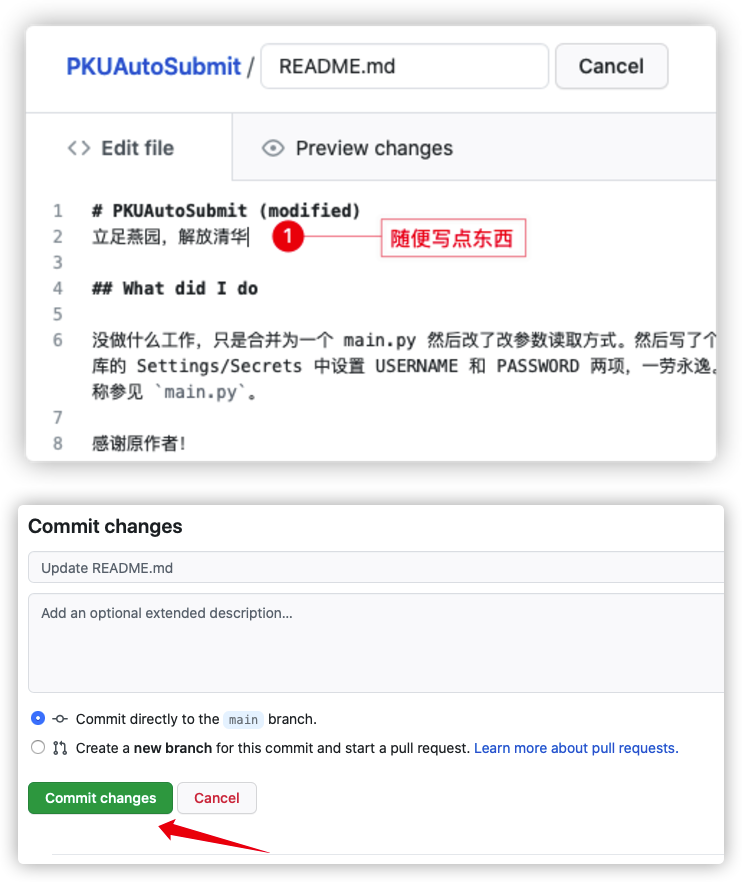 PKUAutoSubmit / README.md Cancel
Edit file Preview changes
1 # PKUAutoSubmit (modified)
2 立足燕园，解放清华 1 随便写点东西
3
4 ## What did I do
5
6 没做什么工作，只是合并为一个 main.py 然后改了改参数读取方式。然后写了个
库的 Settings/Secrets 中设置 USERNAME 和 PASSWORD 两项，一劳永逸。
称参见 `main.py`。
7
8 感谢原作者！
Commit changes
Update README.md
Add an optional extended description...
Commit directly to the main branch.
Create a new branch for this commit and start a pull request. Learn more about pull requests.
Commit changes Cancel